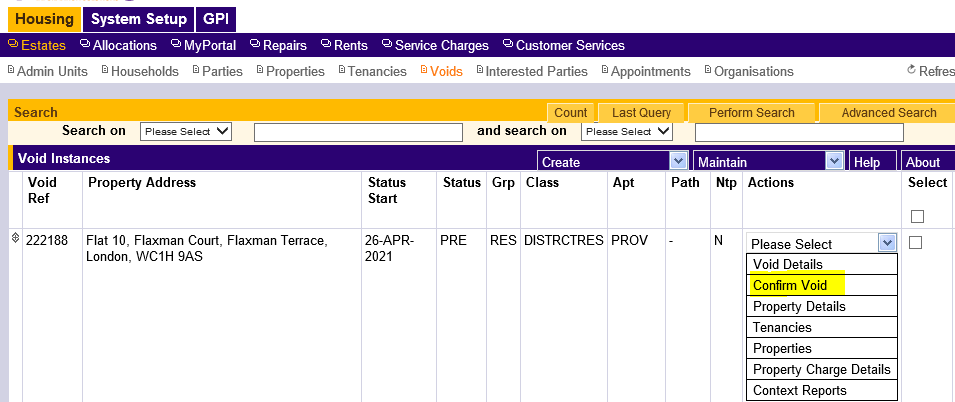 Housing System Setup GPI
Estates Allocations MyPortal Repairs Rents Service Charges Customer Services
Admin Units Households Parties Properties Tenancies Voids Interested Parties Appointments Organisations Refres
Search Count Last Query Perform Search Advanced Search
Search on Please Select and search on Please Select
Void Instances Create Maintain Help About
Void Property Address Status Status Grp Class Apt Path Ntp Actions Select
Ref Start
222188 Flat 10, Flaxman Court, Flaxman Terrace, 26-APR- PRE RES DISTRCTRES PROV - N Please Select
London, WC1H 9AS 2021
Void Details
Confirm Void
Property Details
Tenancies
Properties
Property Charge Details
Context Reports